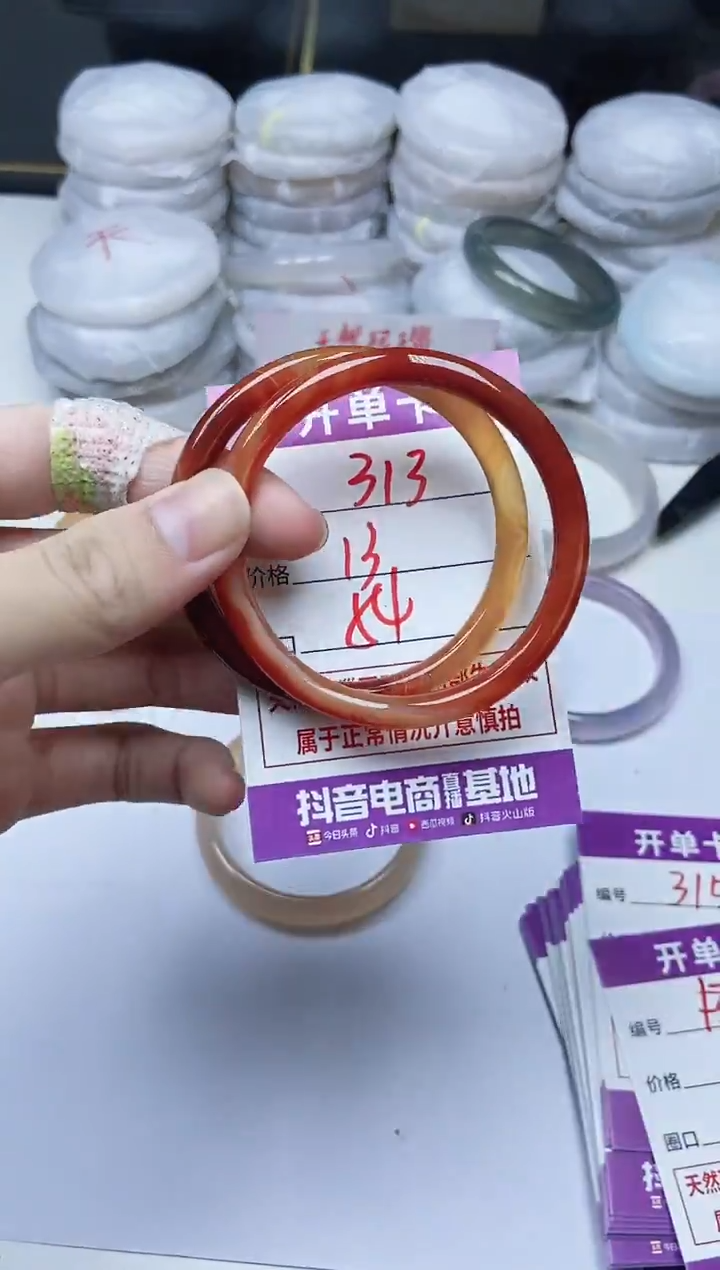 开单卡
313
价格 13
54
属于正常情况介意慎拍
抖音电商直播基地
今日头条 抖音 西瓜视频 抖音火山版
开单卡
编号 315
开单
编号
价格
圈口
天然